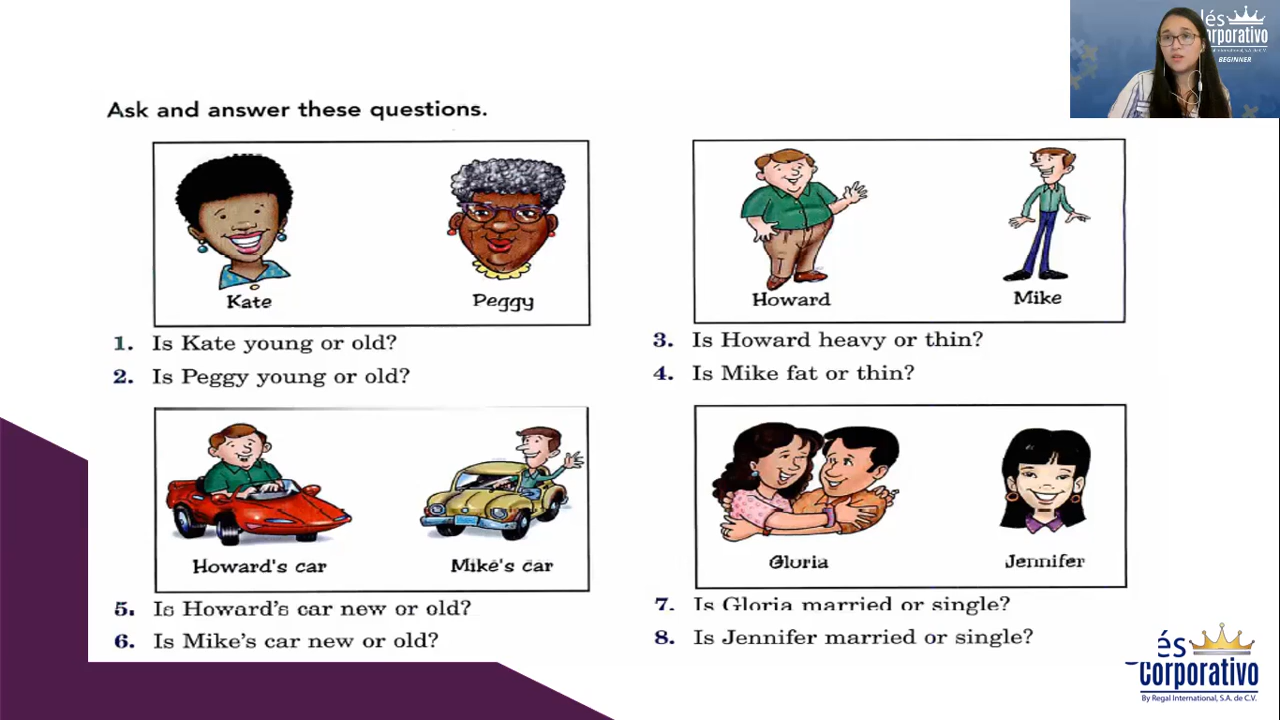 Ask and answer these questions.
Kate
Peggy
1. Is Kate young or old?
2. Is Peggy young or old?
Howard
Mike
3. Is Howard heavy or thin?
4. Is Mike fat or thin?
Howard's car
Mike's car
5. Is Howard's car new or old?
6. Is Mike's car new or old?
Gloria
Jennifer
7. Is Gloria married or single?
8. Is Jennifer married or single?
lés
corporativo
BEGINNER
és
corporativo
By Regal International, S.A. de C.V.